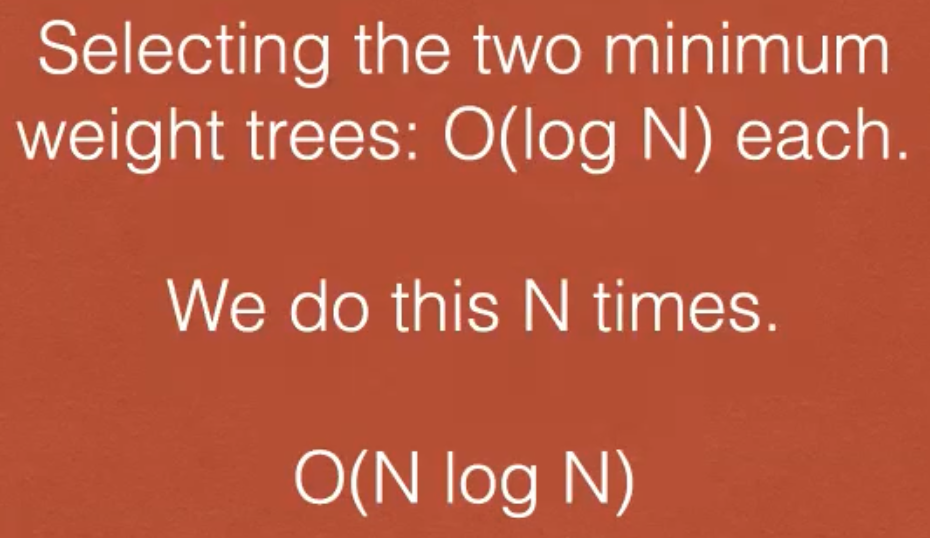 Selecting the two minimum
weight trees: O(log N) each.
We do this N times.
O(N log N)